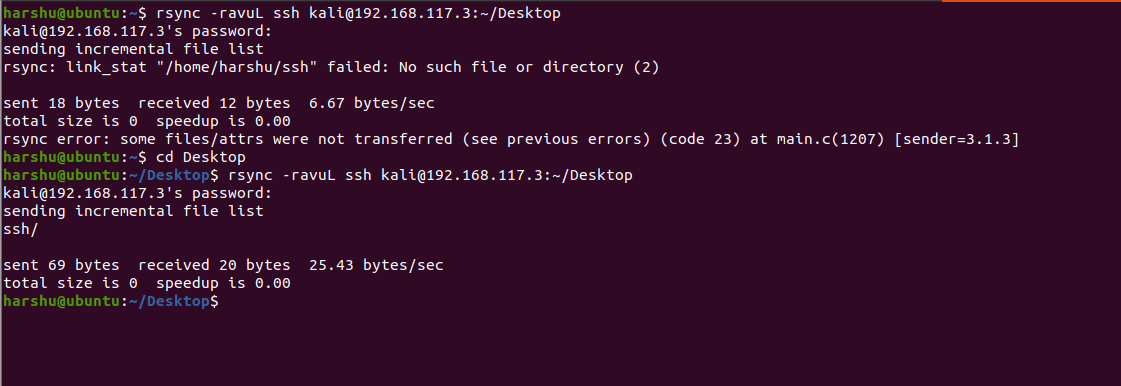 harshu@ubuntu:~$ rsync -ravuL ssh kali@192.168.117.3:~/Desktop
kali@192.168.117.3's password:
sending incremental file list
rsync: link_stat "/home/harshu/ssh" failed: No such file or directory (2)
sent 18 bytes  received 12 bytes  6.67 bytes/sec
total size is 0  speedup is 0.00
rsync error: some files/attrs were not transferred (see previous errors) (code 23) at main.c(1207) [sender=3.1.3]
harshu@ubuntu:~$ cd Desktop
harshu@ubuntu:~/Desktop$ rsync -ravuL ssh kali@192.168.117.3:~/Desktop
kali@192.168.117.3's password:
sending incremental file list
ssh/
sent 69 bytes  received 20 bytes  25.43 bytes/sec
total size is 0  speedup is 0.00
harshu@ubuntu:~/Desktop$